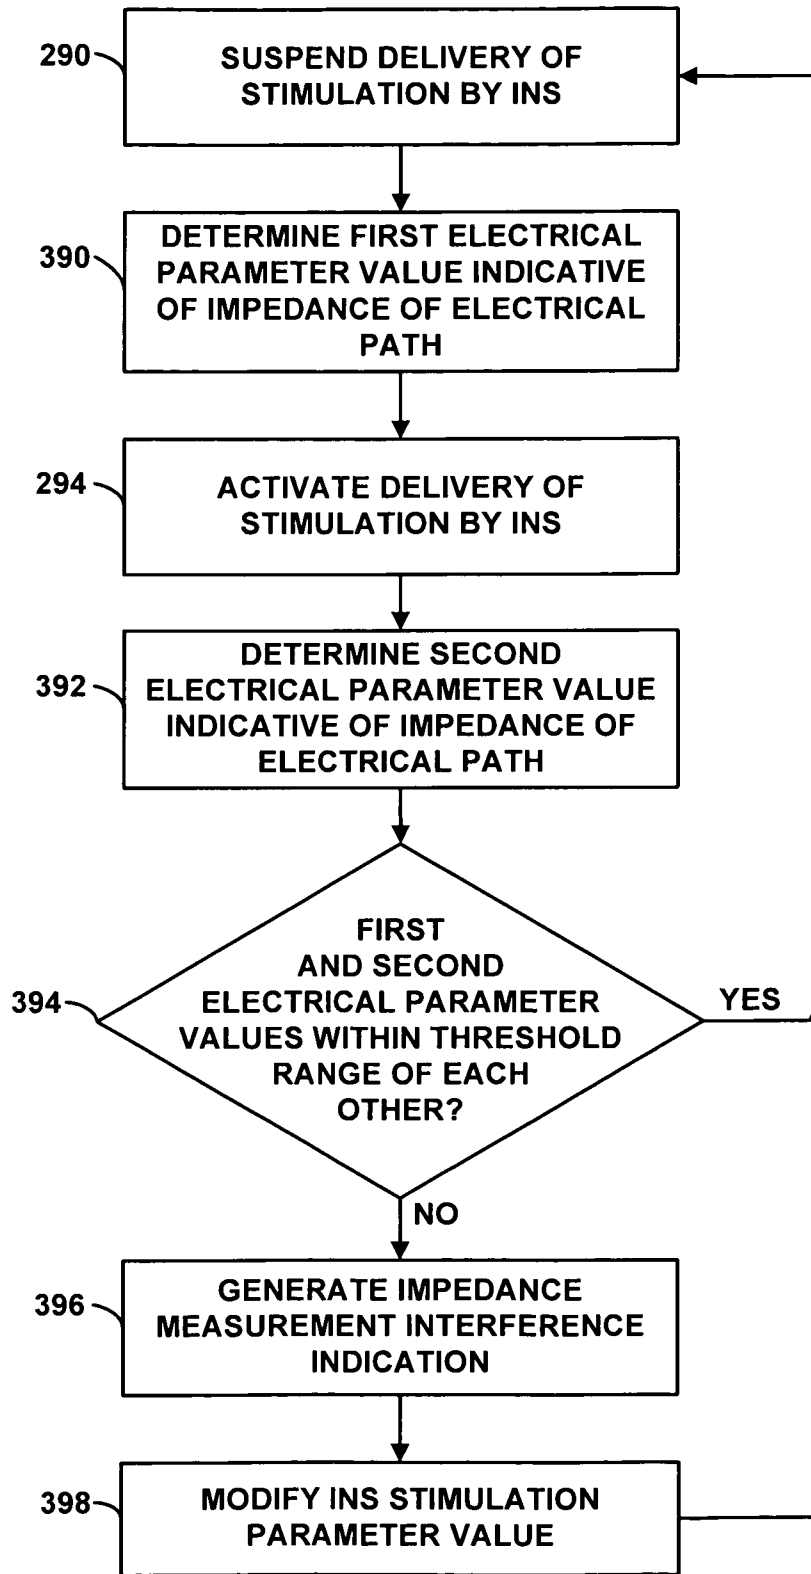 290
SUSPEND DELIVERY OF
STIMULATION BY INS
390
DETERMINE FIRST ELECTRICAL
PARAMETER VALUE INDICATIVE
OF IMPEDANCE OF ELECTRICAL
PATH
294
ACTIVATE DELIVERY OF
STIMULATION BY INS
392
DETERMINE SECOND
ELECTRICAL PARAMETER VALUE
INDICATIVE OF IMPEDANCE OF
ELECTRICAL PATH
394
FIRST
AND SECOND
ELECTRICAL PARAMETER
VALUES WITHIN THRESHOLD
RANGE OF EACH
OTHER?
YES
NO
396
GENERATE IMPEDANCE
MEASUREMENT INTERFERENCE
INDICATION
398
MODIFY INS STIMULATION
PARAMETER VALUE